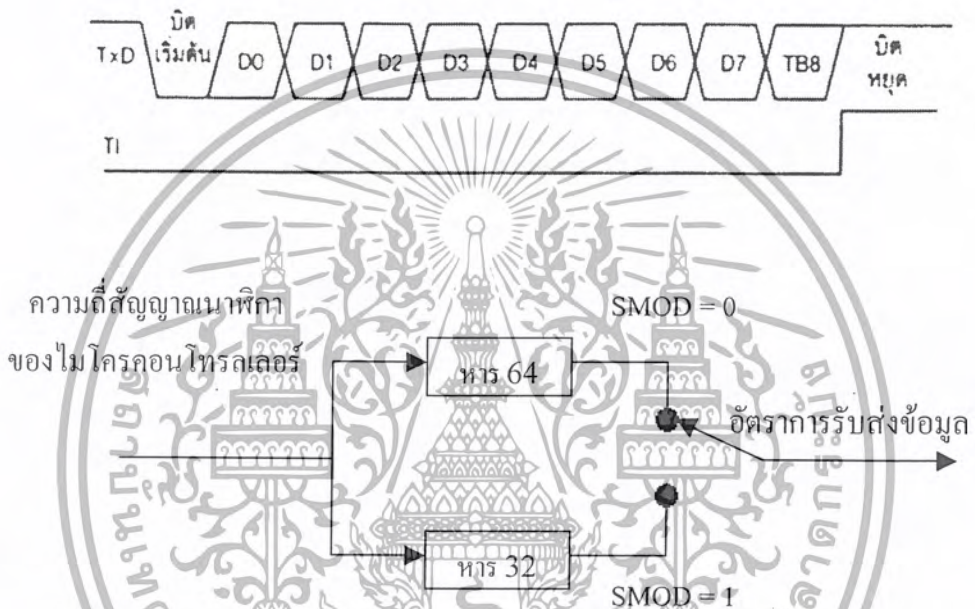 TxD
บิต
เริ่มต้น
D0
D1
D2
D3
D4
D5
D6
D7
TB8
บิต
หยุด
TI
ความถี่สัญญาณนาฬิกา
ของไมโครคอนโทรลเลอร์
SMOD = 0
หาร 64
อัตราการรับส่งข้อมูล
หาร 32
SMOD = 1